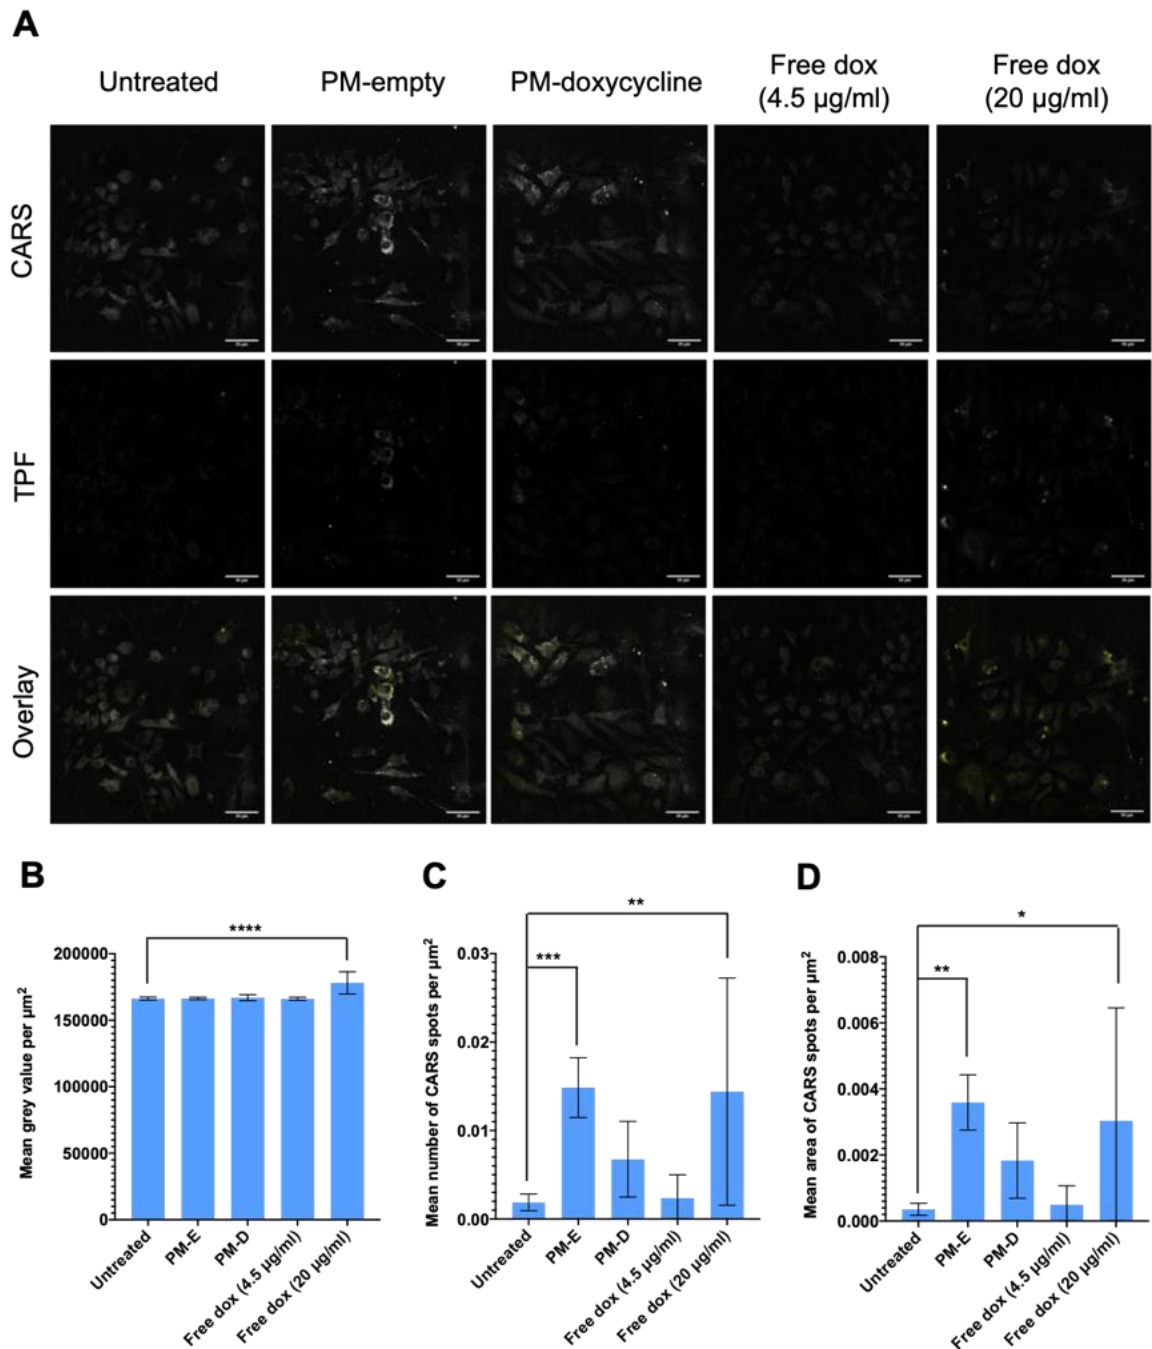 A
Untreated
PM-empty
PM-doxycycline
Free dox
(4.5 µg/ml)
Free dox
(20 µg/ml)
CARS
TPF
Overlay
B
****
Mean grey value per µm²
200000
150000
100000
50000
0
Untreated
PM-E
PM-D
Free dox (4.5 µg/ml)
Free dox (20 µg/ml)
C
**
***
Mean number of CARS spots per µm²
0.03
0.02
0.01
0.00
Untreated
PM-E
PM-D
Free dox (4.5 µg/ml)
Free dox (20 µg/ml)
D
*
**
Mean area of CARS spots per µm²
0.008
0.006
0.004
0.002
0.000
Untreated
PM-E
PM-D
Free dox (4.5 µg/ml)
Free dox (20 µg/ml)